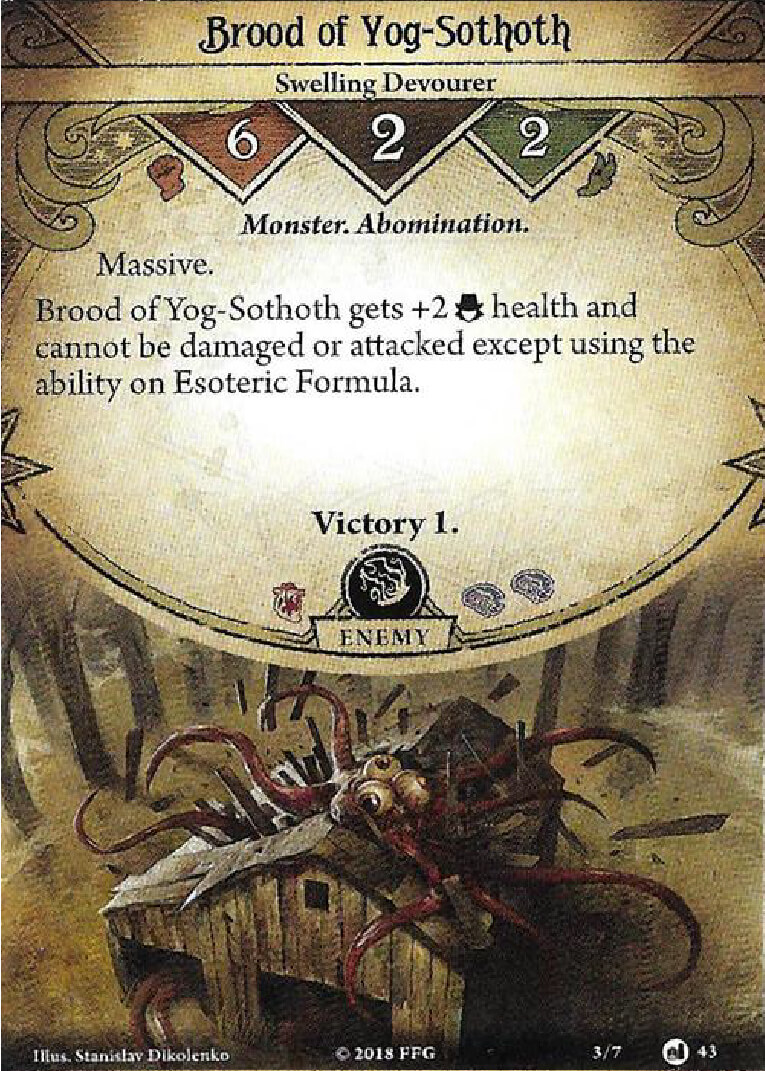 Brood of Yog-Sothoth
Swelling Devourer
6 2 2
Monster. Abomination.
Massive.
Brood of Yog-Sothoth gets +2 health and
cannot be damaged or attacked except using the
ability on Esoteric Formula.
Victory 1.
ENEMY
Illus. Stanislav Dikolenko © 2018 FFG 3/7 43